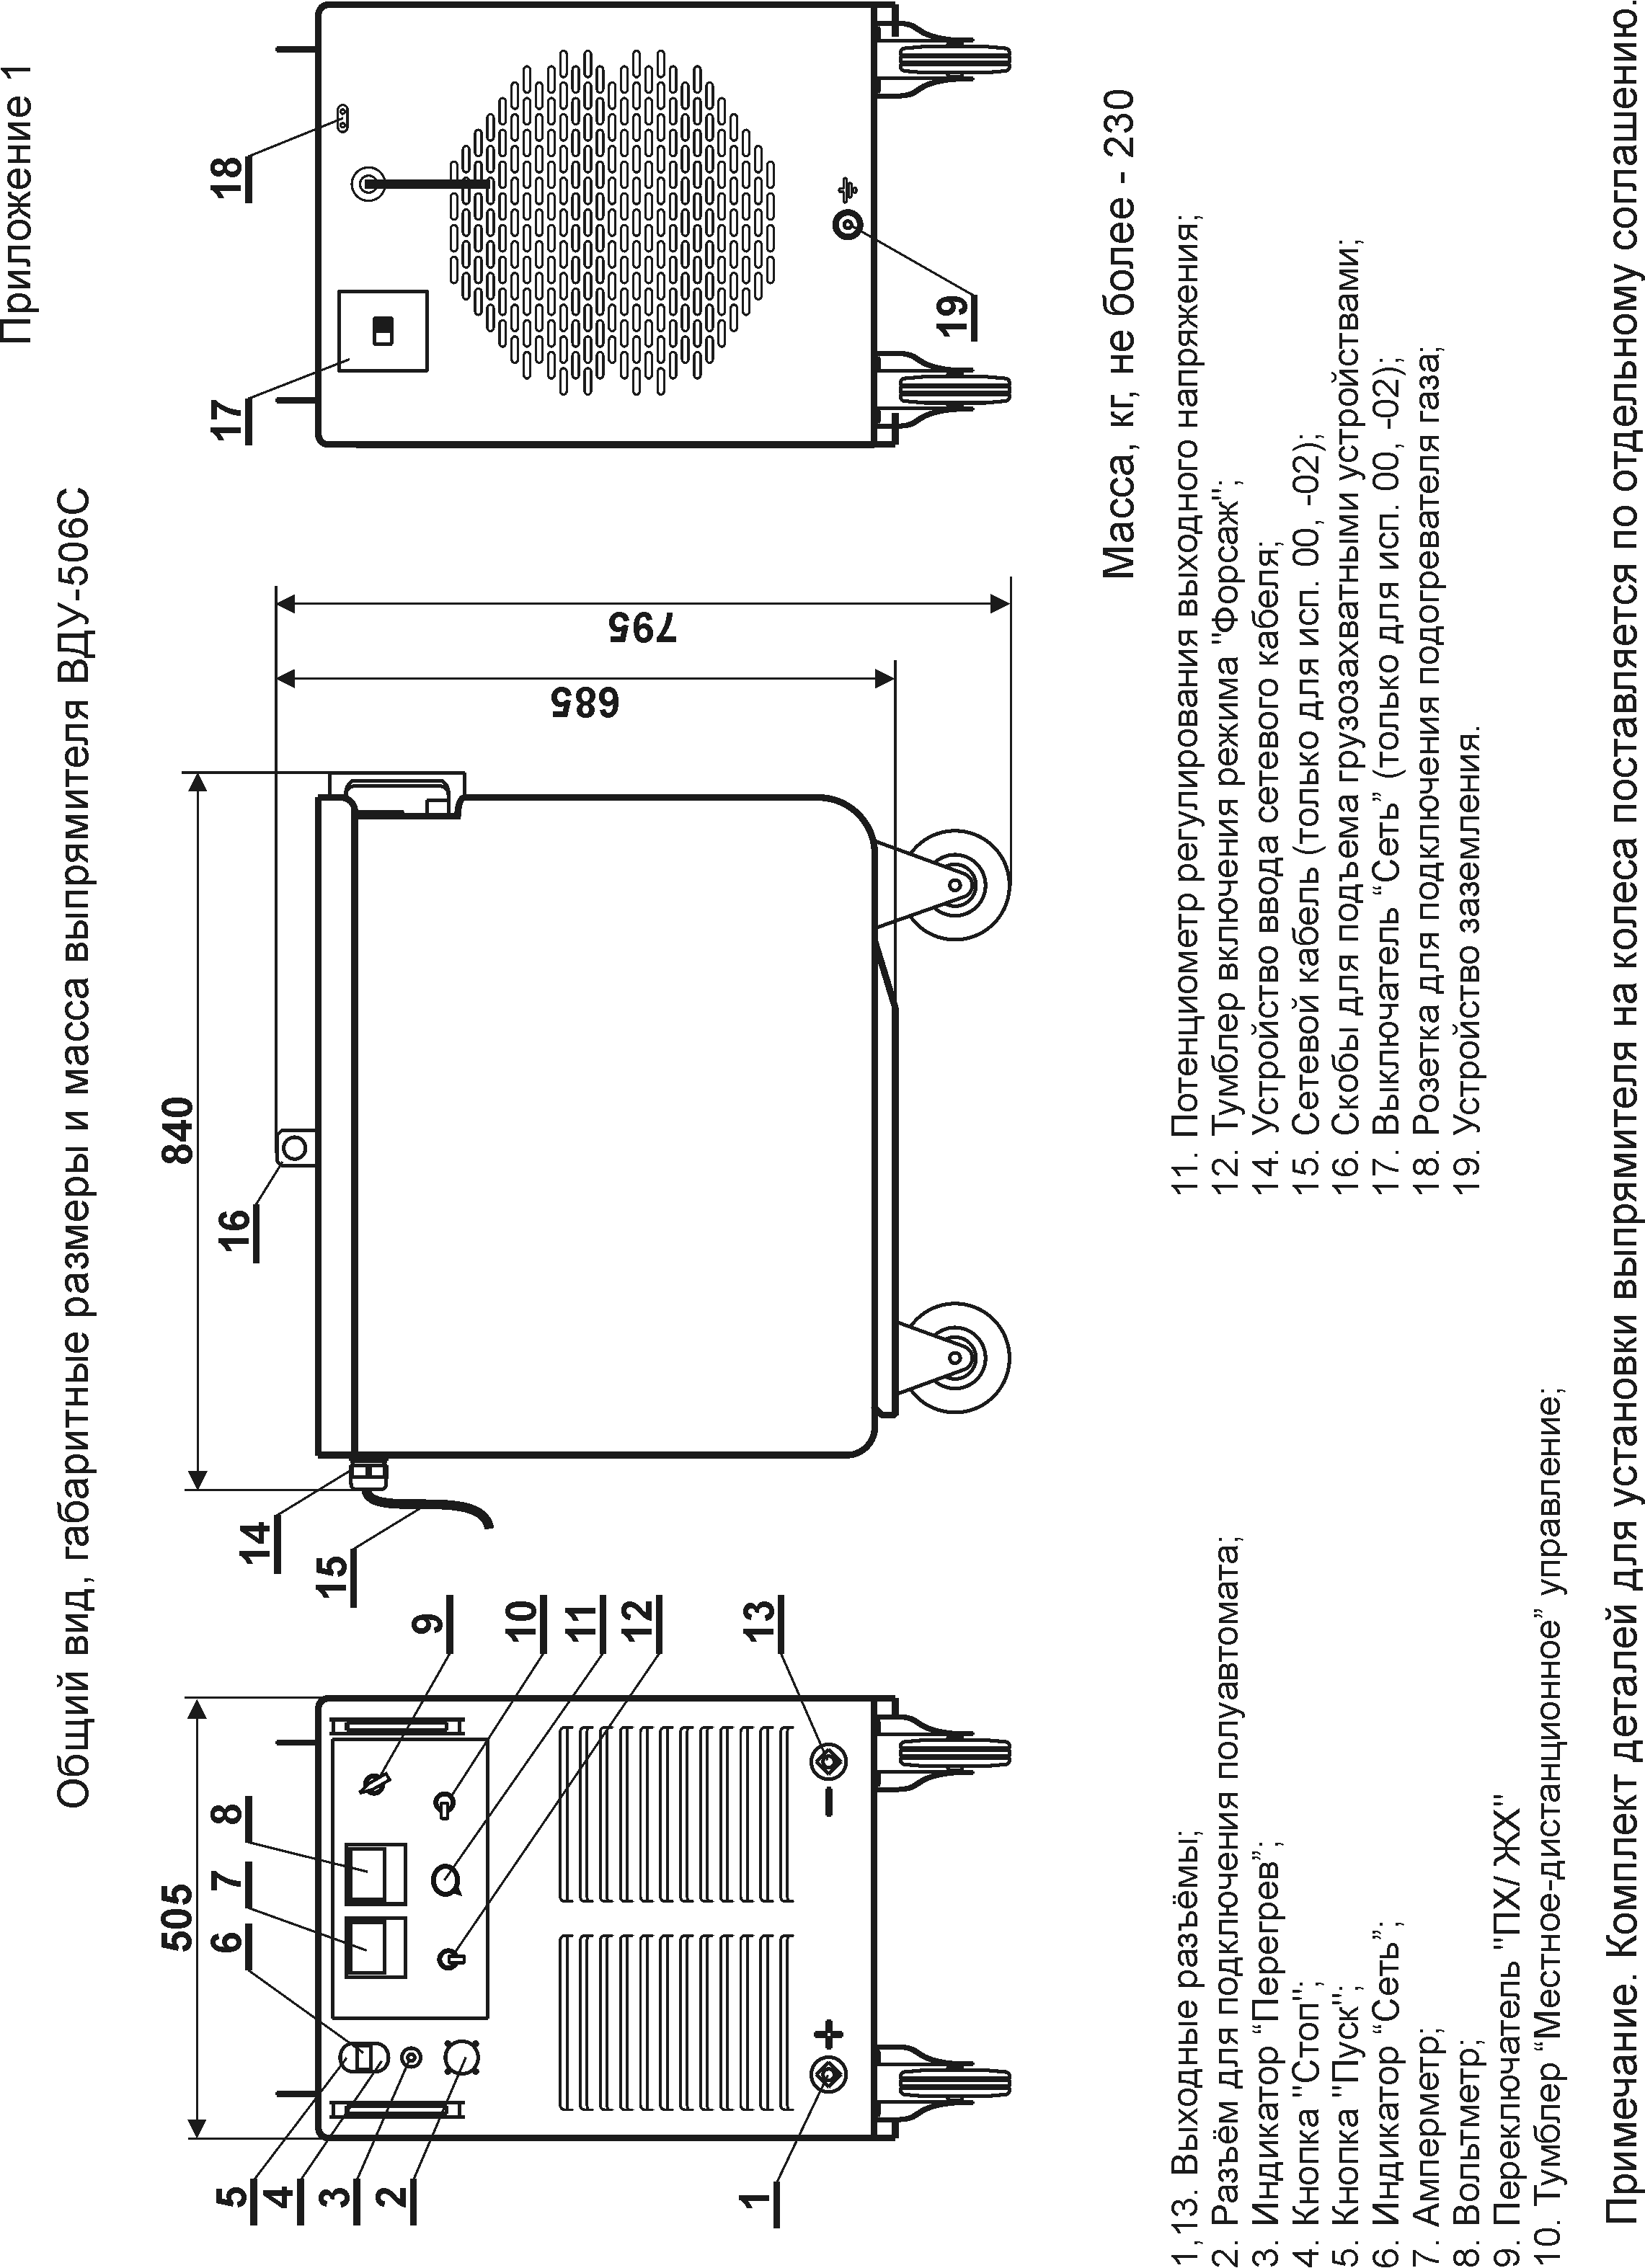 Приложение 1
Общий вид, габаритные размеры и масса выпрямителя ВДУ-506С
505
840
795
685
5
4
3
2
1
6
7
8
9
10
11
12
13
14
15
16
17
18
19
Масса, кг, не более - 230
1,13. Выходные разъёмы;
2. Разъём для подключения полуавтомата;
3. Индикатор “Перегрев”;
4. Кнопка "Стоп";
5. Кнопка "Пуск";
6. Индикатор “Сеть”;
7. Амперметр;
8. Вольтметр;
9. Переключатель "ПХ/ ЖХ"
10. Тумблер “Местное-дистанционное” управление;
11. Потенциометр регулирования выходного напряжения;
12. Тумблер включения режима "Форсаж";
14. Устройство ввода сетевого кабеля;
15. Сетевой кабель (только для исп. 00, -02);
16. Скобы для подъема грузозахватными устройствами;
17. Выключатель “Сеть” (только для исп. 00, -02);
18. Розетка для подключения подогревателя газа;
19. Устройство заземления.
Примечание. Комплект деталей для установки выпрямителя на колеса поставляется по отдельному соглашению.